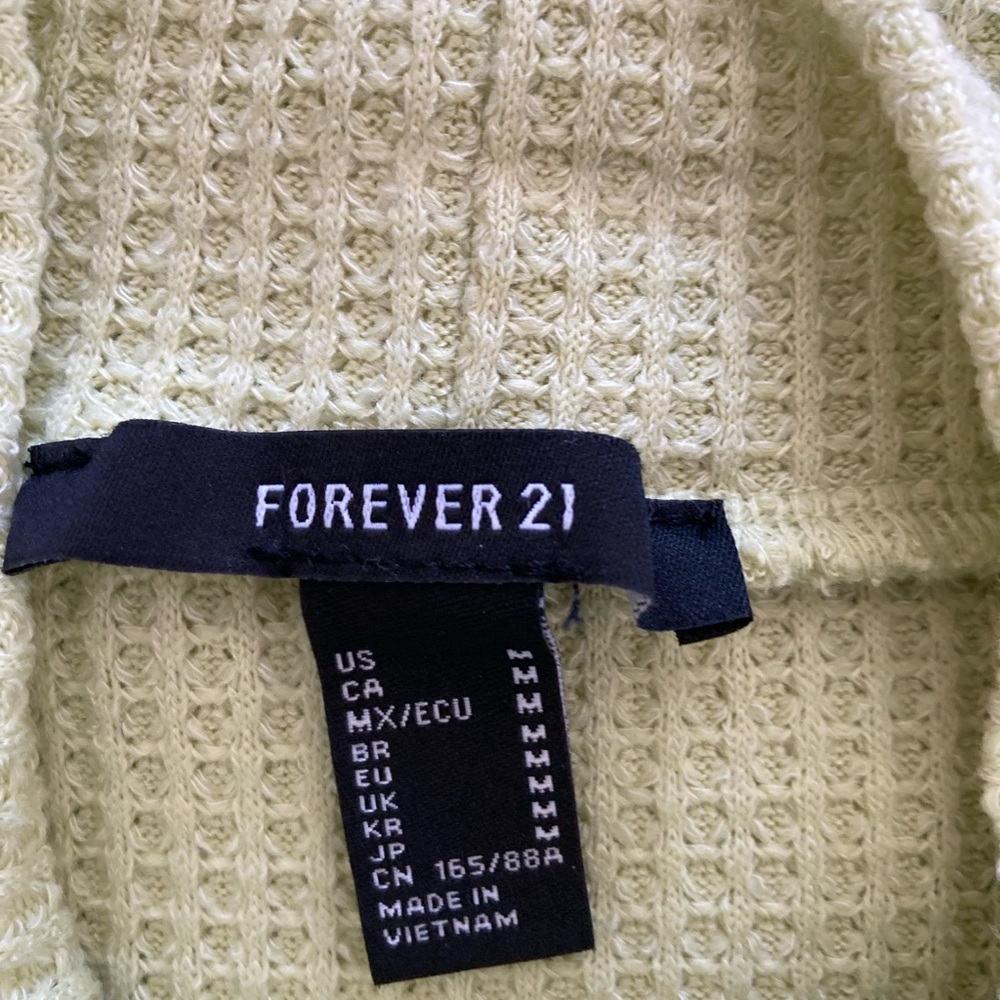 FOREVER 21
US M
CA M
MX/ECU M
BR M
EU M
UK M
KR M
JP M
CN 165/88A
MADE IN
VIETNAM